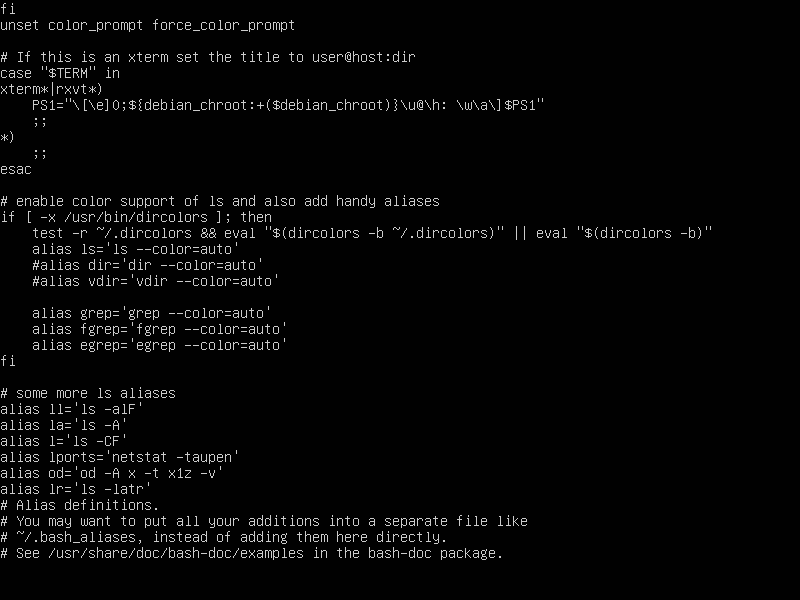 fi
unset color_prompt force_color_prompt

# If this is an xterm set the title to user@host:dir
case "$TERM" in
xterm*|rxvt*)
    PS1="\[\e]0;${debian_chroot:+($debian_chroot)}\u@\h: \w\a\]$PS1"
    ;;
*)
    ;;
esac

# enable color support of ls and also add handy aliases
if [ -x /usr/bin/dircolors ]; then
    test -r ~/.dircolors && eval "$(dircolors -b ~/.dircolors)" || eval "$(dircolors -b)"
    alias ls='ls --color=auto'
    #alias dir='dir --color=auto'
    #alias vdir='vdir --color=auto'

    alias grep='grep --color=auto'
    alias fgrep='fgrep --color=auto'
    alias egrep='egrep --color=auto'
fi

# some more ls aliases
alias ll='ls -alF'
alias la='ls -A'
alias l='ls -CF'
alias lports='netstat -taupen'
alias od='od -A x -t x1z -v'
alias lr='ls -latr'
# Alias definitions.
# You may want to put all your additions into a separate file like
# ~/.bash_aliases, instead of adding them here directly.
# See /usr/share/doc/bash-doc/examples in the bash-doc package.